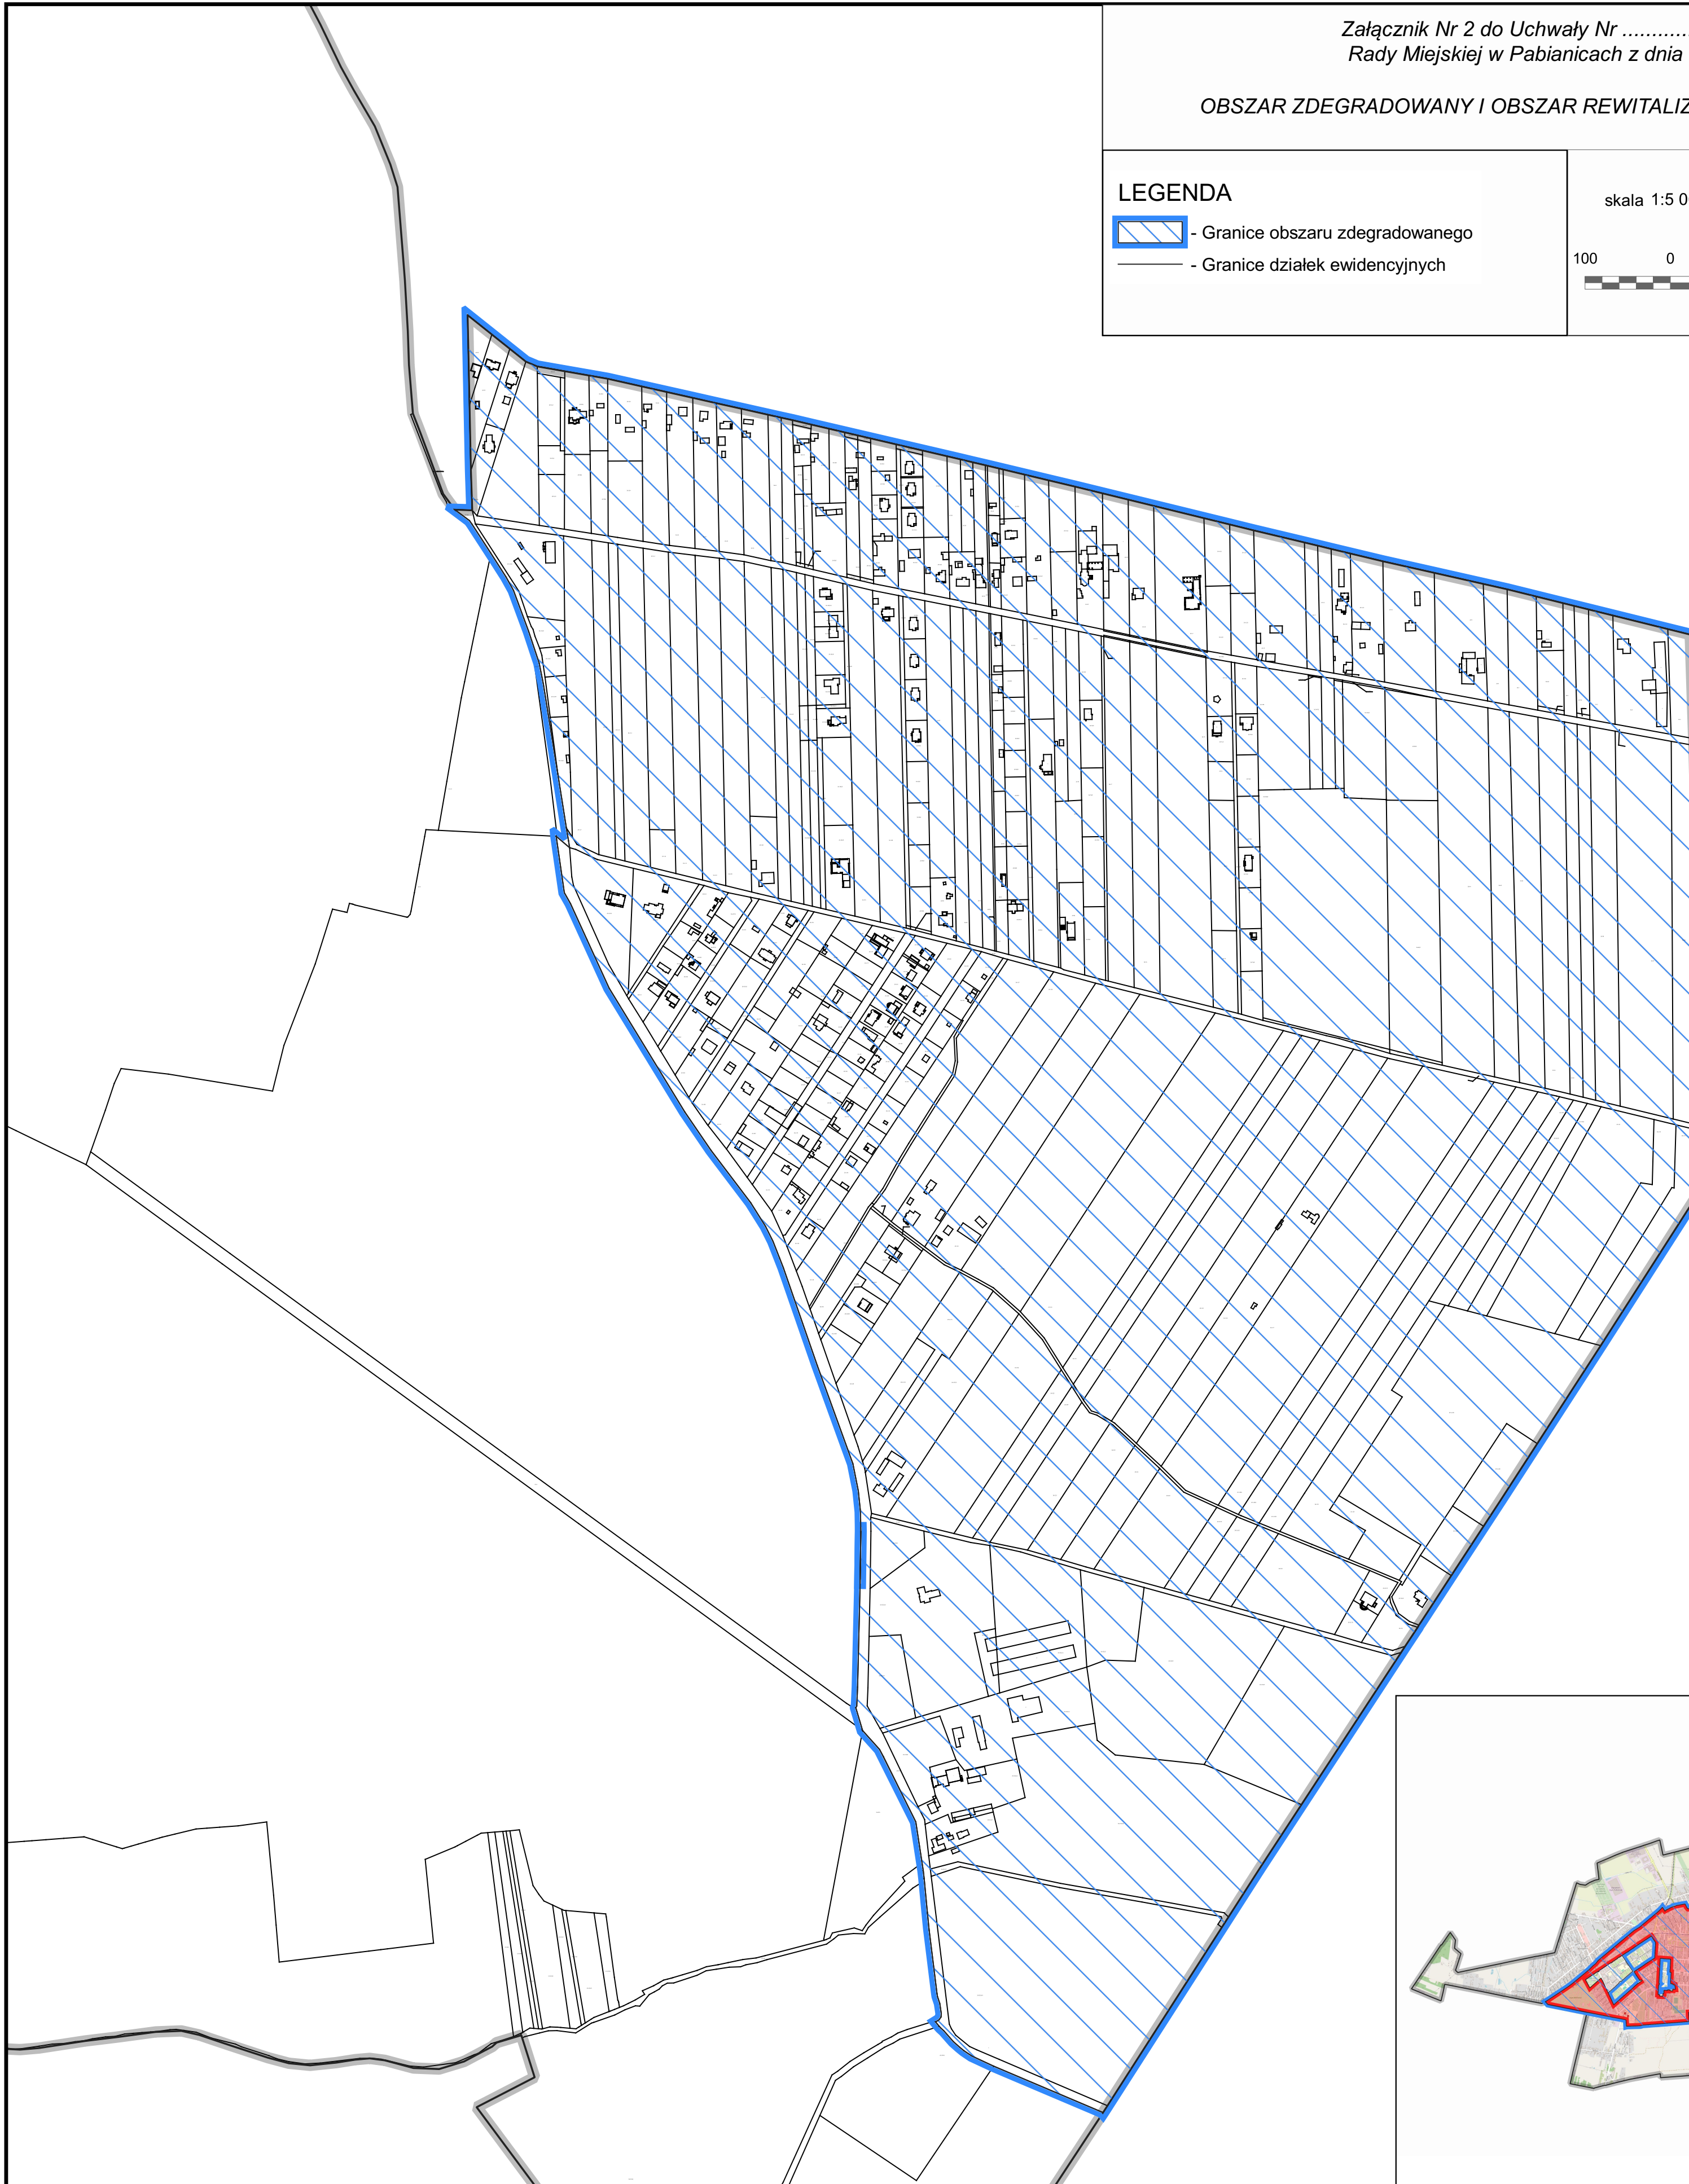 Załącznik Nr 2 do Uchwały Nr ............
Rady Miejskiej w Pabianicach z dnia
OBSZAR ZDEGRADOWANY I OBSZAR REWITALIZ
LEGENDA
- Granice obszaru zdegradowanego
- Granice działek ewidencyjnych
skala 1:5 0
100 0